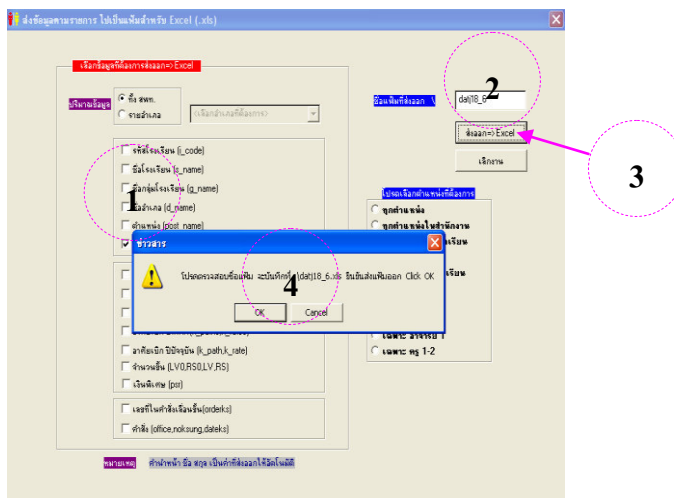 ส่งข้อมูลตามรายการ ไปเป็นแฟ้มสำหรับ Excel (.xls)
เลือกข้อมูลที่ต้องการส่งออก=>Excel
ปริมาณข้อมูล
ทั้ง สพท.
รายอำเภอ
<เลือกอำเภอที่ต้องการ>
ชื่อแฟ้มที่ส่งออก \
datj18_6
2
ส่งออก=>Excel
เลิกงาน
3
รหัสโรงเรียน (i_code)
ชื่อโรงเรียน (s_name)
ชื่อกลุ่มโรงเรียน (g_name)
ชื่ออำเภอ (d_name)
ตำแหน่ง (post_name)
1
โปรดเลือกตำแหน่งที่ต้องการ
ทุกตำแหน่ง
ทุกตำแหน่งในสำนักงาน
ข่าวสาร
โปรดตรวจสอบชื่อแฟ้ม จะบันทึกที่ \datj18_6.xls ยืนยันส่งแฟ้มออก Click OK
4
OK
Cancel
เฉพาะ อาจารย์ 1
เฉพาะ ครู 1-2
อาศัยเบิก ปีปัจจุบัน (k_path,k_rate)
จำนวนขั้น (LV0,RS0,LV,RS)
เงินพิเศษ (psr)
เลขที่ในคำสั่งเลื่อนขั้น(orderks)
คำสั่ง (office,noksung,dateks)
หมายเหตุ คำนำหน้า ชื่อ สกุล เป็นค่าที่ส่งออกให้อัตโนมัติ